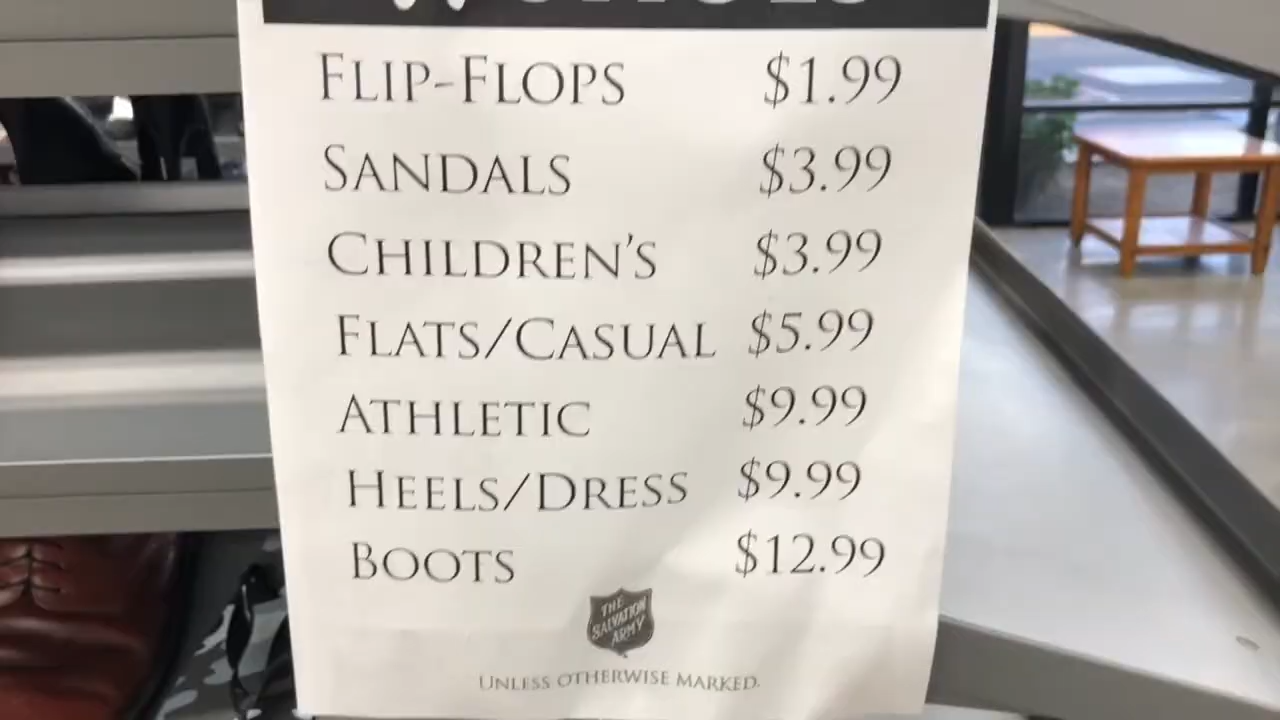 FLIP-FLOPS $1.99
SANDALS $3.99
CHILDREN'S $3.99
FLATS/CASUAL $5.99
ATHLETIC $9.99
HEELS/DRESS $9.99
BOOTS $12.99
THE
SALVATION
ARMY
UNLESS OTHERWISE MARKED.